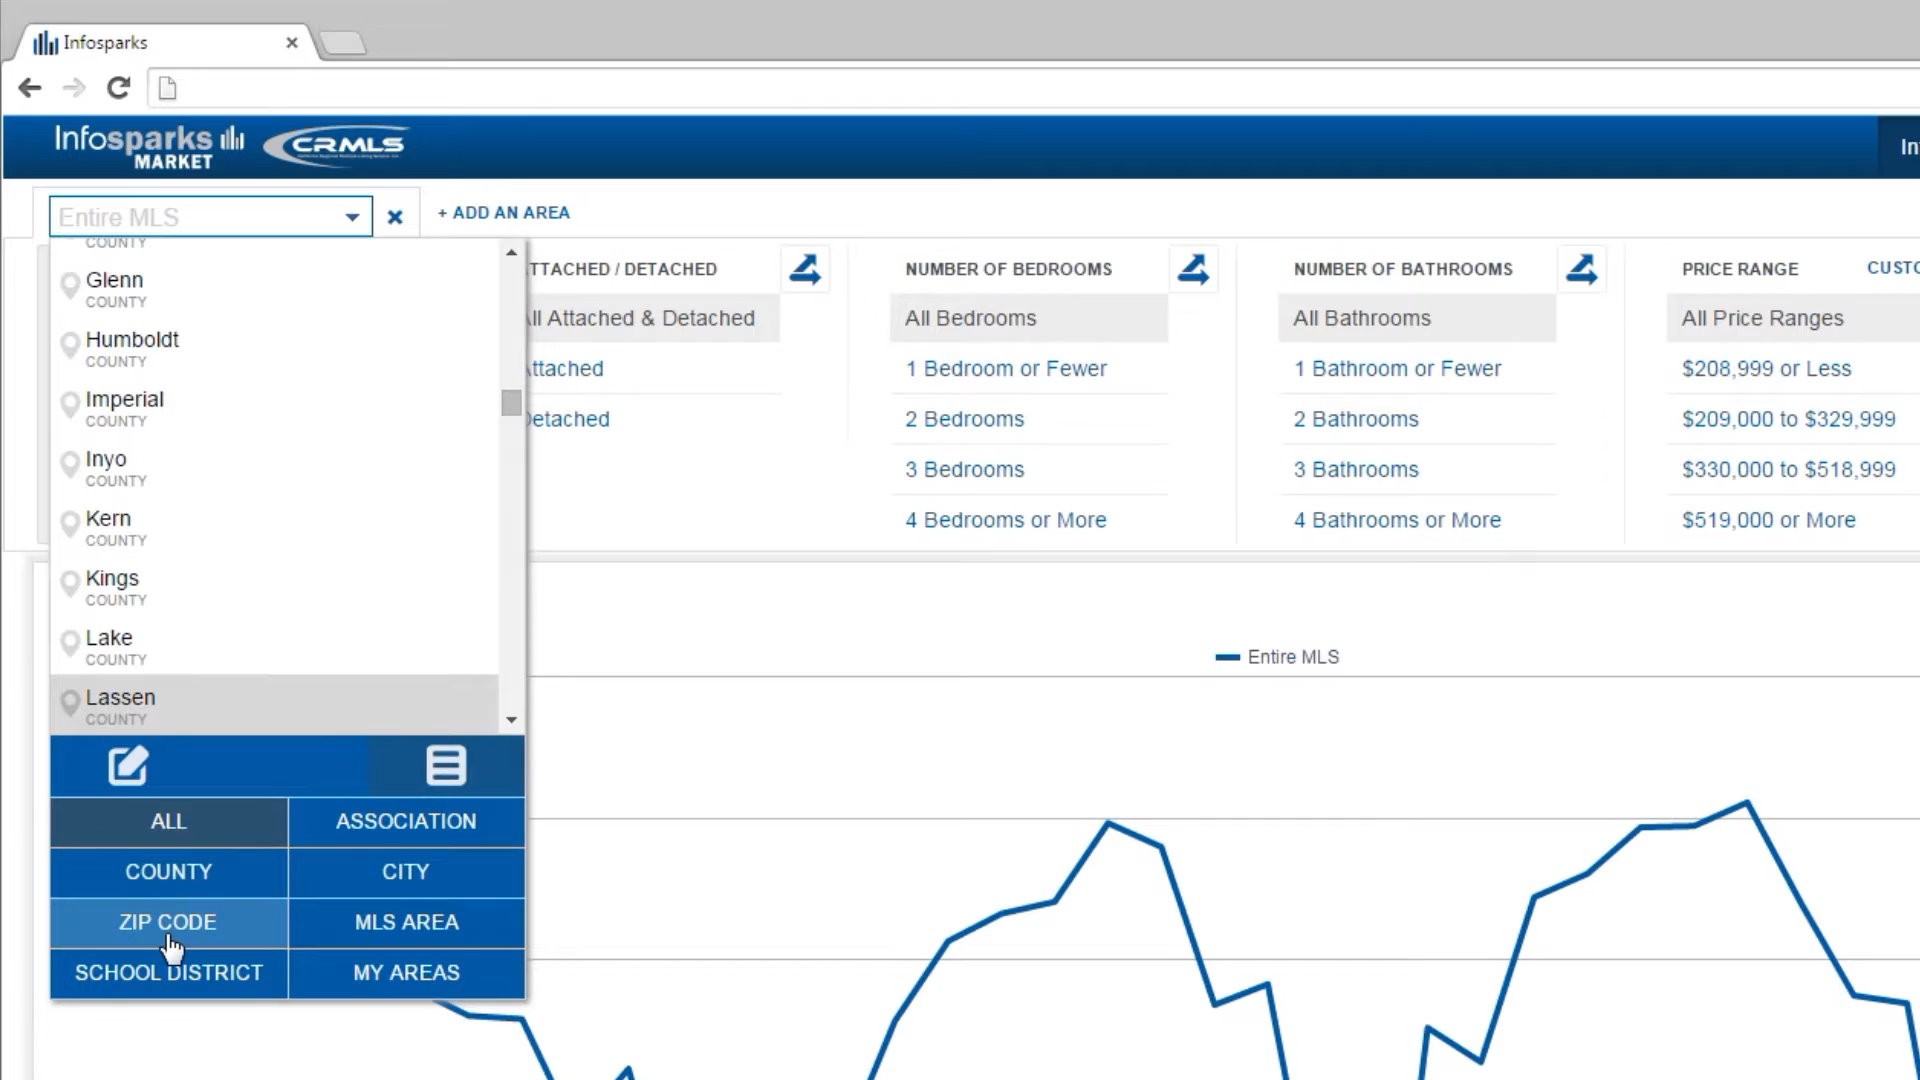 Infosparks
Infosparks
MARKET
CRMLS
In
Entire MLS
+ ADD AN AREA
COUNTY
Glenn
COUNTY
Humboldt
COUNTY
Imperial
COUNTY
Inyo
COUNTY
Kern
COUNTY
Kings
COUNTY
Lake
COUNTY
Lassen
COUNTY
ALL
ASSOCIATION
COUNTY
CITY
ZIP CODE
MLS AREA
SCHOOL DISTRICT
MY AREAS
TTACHED / DETACHED
All Attached & Detached
Attached
Detached
NUMBER OF BEDROOMS
All Bedrooms
1 Bedroom or Fewer
2 Bedrooms
3 Bedrooms
4 Bedrooms or More
NUMBER OF BATHROOMS
All Bathrooms
1 Bathroom or Fewer
2 Bathrooms
3 Bathrooms
4 Bathrooms or More
PRICE RANGE
CUSTO
All Price Ranges
$208,999 or Less
$209,000 to $329,999
$330,000 to $518,999
$519,000 or More
Entire MLS